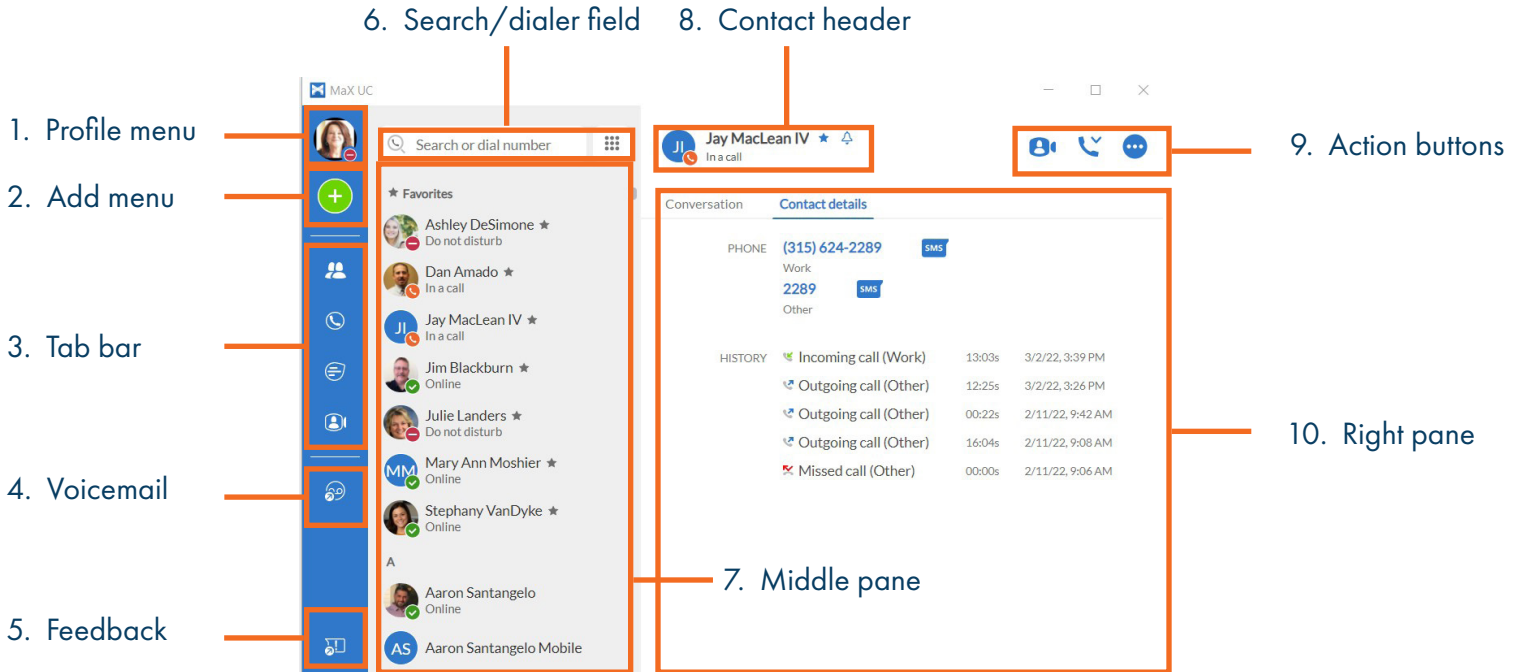 6. Search/dialer field
8. Contact header
MaX UC
1. Profile menu
Search or dial number
JI
Jay MacLean IV
In a call
9. Action buttons
2. Add menu
Favorites
Conversation
Contact details
Ashley DeSimone
Do not disturb
PHONE
(315) 624-2289
SMS
Work
Dan Amado
In a call
2289
SMS
Other
3. Tab bar
JI
Jay MacLean IV
In a call
HISTORY
Incoming call (Work) 13:03s 3/2/22, 3:39 PM
Outgoing call (Other) 12:25s 3/2/22, 3:26 PM
Outgoing call (Other) 00:22s 2/11/22, 9:42 AM
Outgoing call (Other) 16:04s 2/11/22, 9:08 AM
Missed call (Other) 00:00s 2/11/22, 9:06 AM
Jim Blackburn
Online
Julie Landers
Do not disturb
10. Right pane
4. Voicemail
MM
Mary Ann Moshier
Online
Stephany VanDyke
Online
A
7. Middle pane
Aaron Santangelo
Online
5. Feedback
AS
Aaron Santangelo Mobile